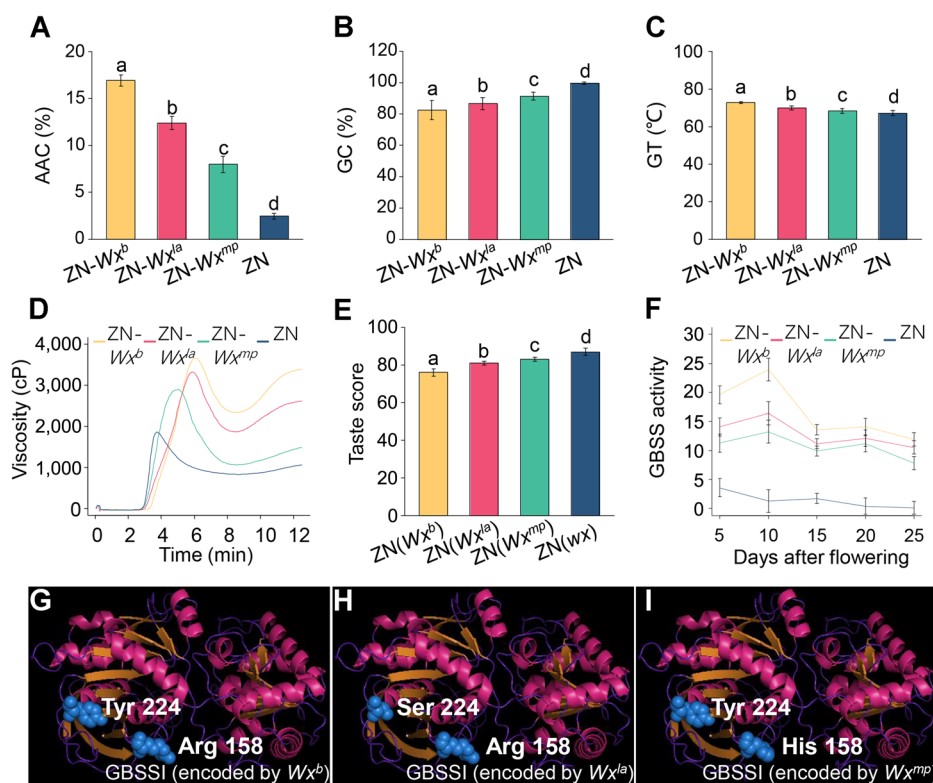 A
AAC (%)
20
15
10
5
0
a
b
c
d
ZN-Wxᵇ
ZN-Wxˡᵃ
ZN-Wxᵐᵖ
ZN
B
GC (%)
120
100
80
60
40
20
0
a
b
c
d
ZN-Wxᵇ
ZN-Wxˡᵃ
ZN-Wxᵐᵖ
ZN
C
GT (℃)
100
80
60
40
20
0
a
b
c
d
ZN-Wxᵇ
ZN-Wxˡᵃ
ZN-Wxᵐᵖ
ZN
D
ZN-Wxᵇ
ZN-Wxˡᵃ
ZN-Wxᵐᵖ
ZN
Viscosity (cP)
4,000
3,000
2,000
1,000
0
0
2
4
6
8
10
12
Time (min)
E
Taste score
100
80
60
40
20
0
a
b
c
d
ZN(Wxᵇ)
ZN(Wxˡᵃ)
ZN(Wxᵐᵖ)
ZN(wx)
F
ZN-Wxᵇ
ZN-Wxˡᵃ
ZN-Wxᵐᵖ
ZN
GBSS activity
30
25
20
15
10
5
0
5
10
15
20
25
Days after flowering
G
Tyr 224
Arg 158
GBSSI (encoded by Wxᵇ)
H
Ser 224
Arg 158
GBSSI (encoded by Wxˡᵃ)
I
Tyr 224
His 158
GBSSI (encoded by Wxᵐᵖ)